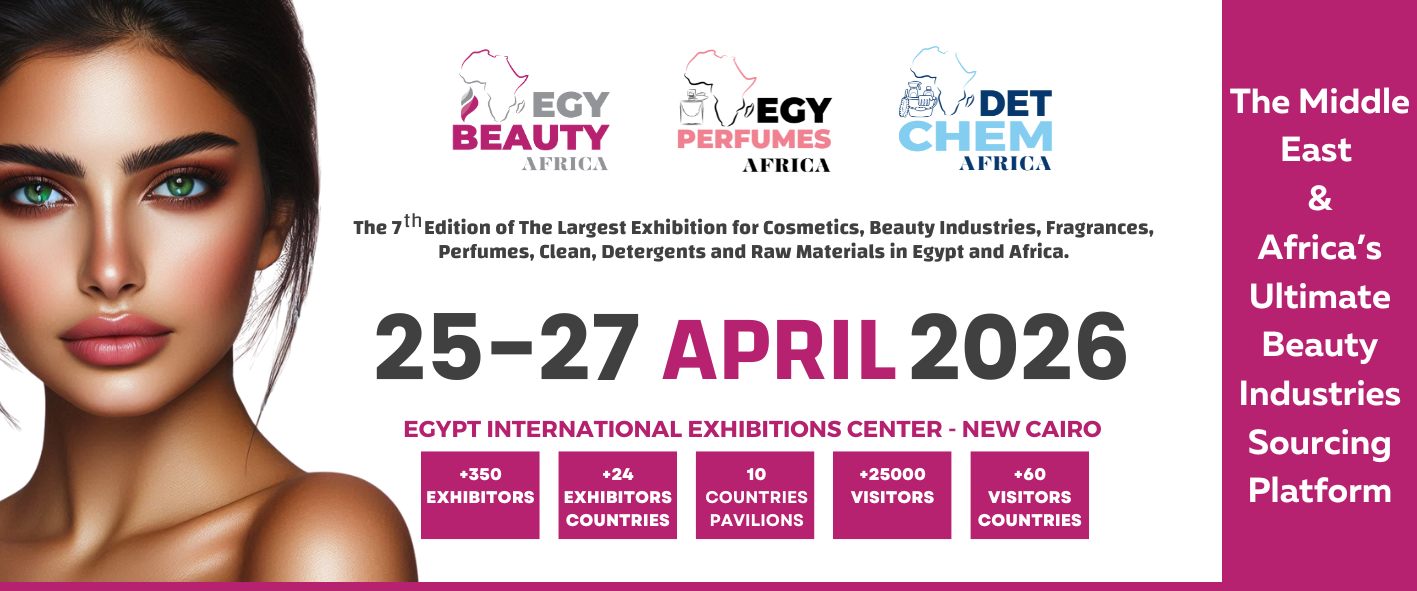 EGY
BEAUTY
AFRICA
EGY
PERFUMES
AFRICA
DET
CHEM
AFRICA
The 7th Edition of The Largest Exhibition for Cosmetics, Beauty Industries, Fragrances,
Perfumes, Clean, Detergents and Raw Materials in Egypt and Africa.
25-27 APRIL 2026
EGYPT INTERNATIONAL EXHIBITIONS CENTER - NEW CAIRO
+350
EXHIBITORS
+24
EXHIBITORS
COUNTRIES
10
COUNTRIES
PAVILIONS
+25000
VISITORS
+60
VISITORS
COUNTRIES
The Middle
East
&
Africa's
Ultimate
Beauty
Industries
Sourcing
Platform